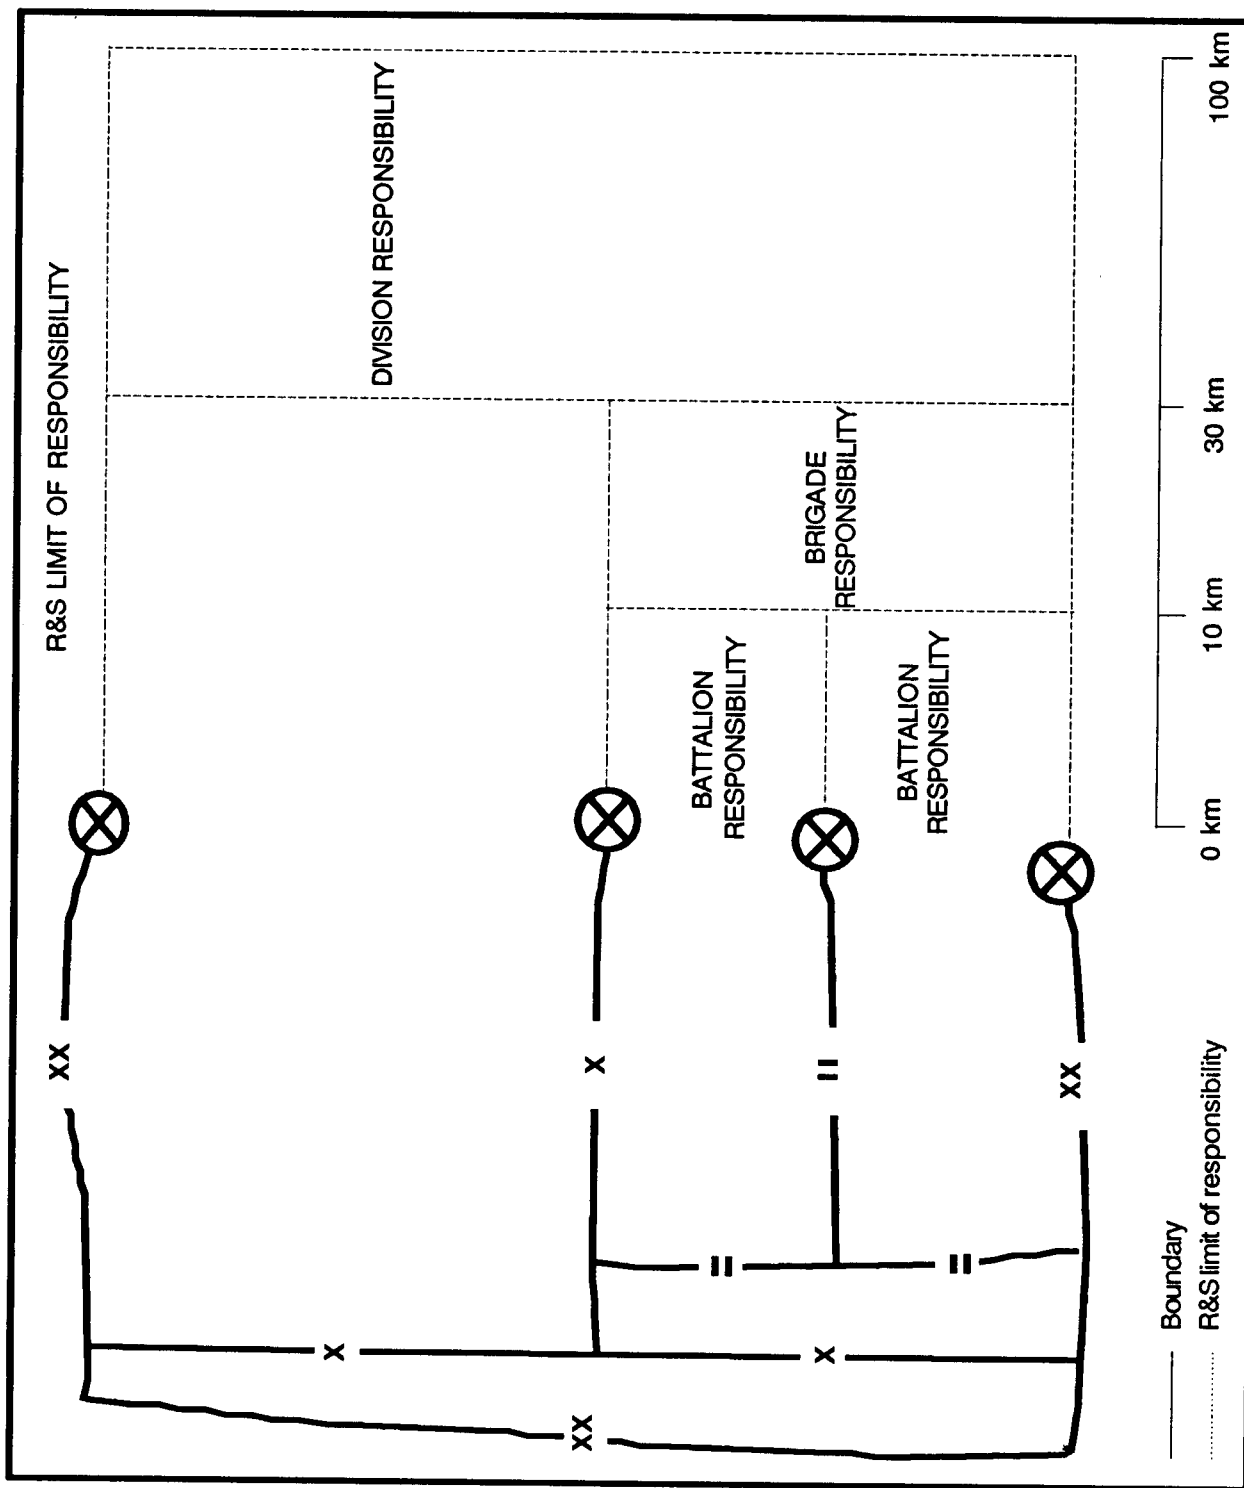 R&S LIMIT OF RESPONSIBILITY
DIVISION RESPONSIBILITY
BRIGADE
RESPONSIBILITY
BATTALION
RESPONSIBILITY
BATTALION
RESPONSIBILITY
XX
X
II
XX
II
II
X
X
XX
0 km
10 km
30 km
100 km
Boundary
R&S limit of responsibility